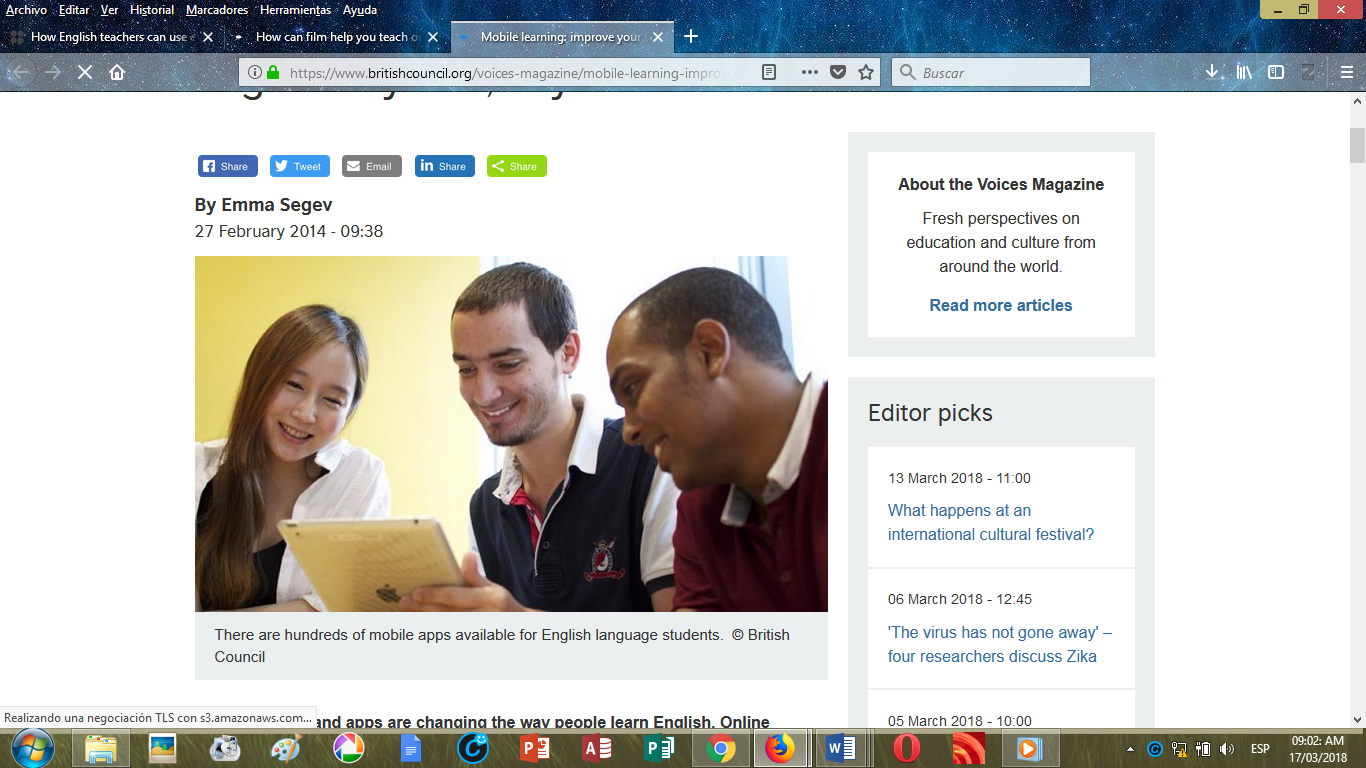 Archivo Editar Ver Historial Marcadores Herramientas Ayuda
How English teachers can use
How can film help you teach o
Mobile learning: improve your
https://www.britishcouncil.org/voices-magazine/mobile-learning-improv
Buscar
Share Tweet Email Share Share
By Emma Segev
27 February 2014 - 09:38
There are hundreds of mobile apps available for English language students. © British
Council
and apps are changing the way people learn English. Online
About the Voices Magazine
Fresh perspectives on
education and culture from
around the world.
Read more articles
Editor picks
13 March 2018 - 11:00
What happens at an
international cultural festival?
06 March 2018 - 12:45
'The virus has not gone away' –
four researchers discuss Zika
05 March 2018 - 10:00
Realizando una negociación TLS con s3.amazonaws.com...
ESP
09:02: AM
17/03/2018